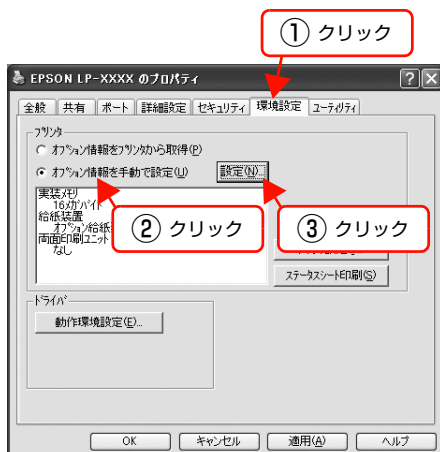 ① クリック
EPSON LP-XXXX のプロパティ
全般 共有 ポート 詳細設定 セキュリティ 環境設定 ユーティリティ
プリンタ
オプション情報をプリンタから取得(P)
オプション情報を手動で設定(U) 設定(N)...
実装メモリ
16メガバイト
給紙装置
オプション給紙
② クリック
③ クリック
両面印刷ユニット
なし
ステータスシート印刷(S)
ドライバ
動作環境設定(E)...
OK キャンセル 適用(A) ヘルプ